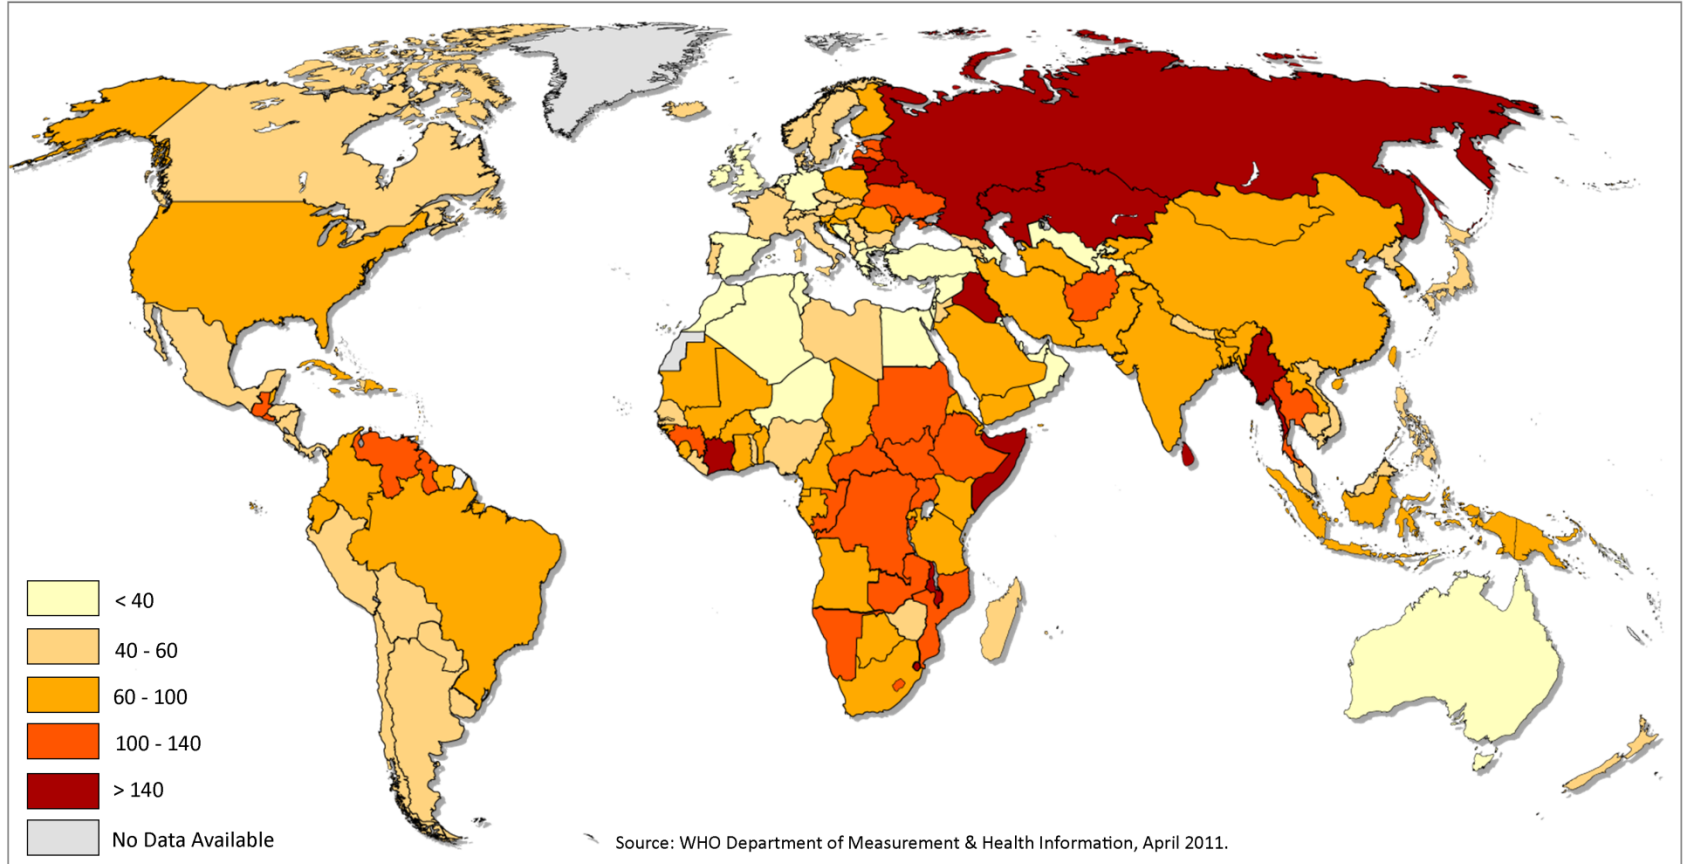 < 40
40 - 60
60 - 100
100 - 140
> 140
No Data Available
Source: WHO Department of Measurement & Health Information, April 2011.